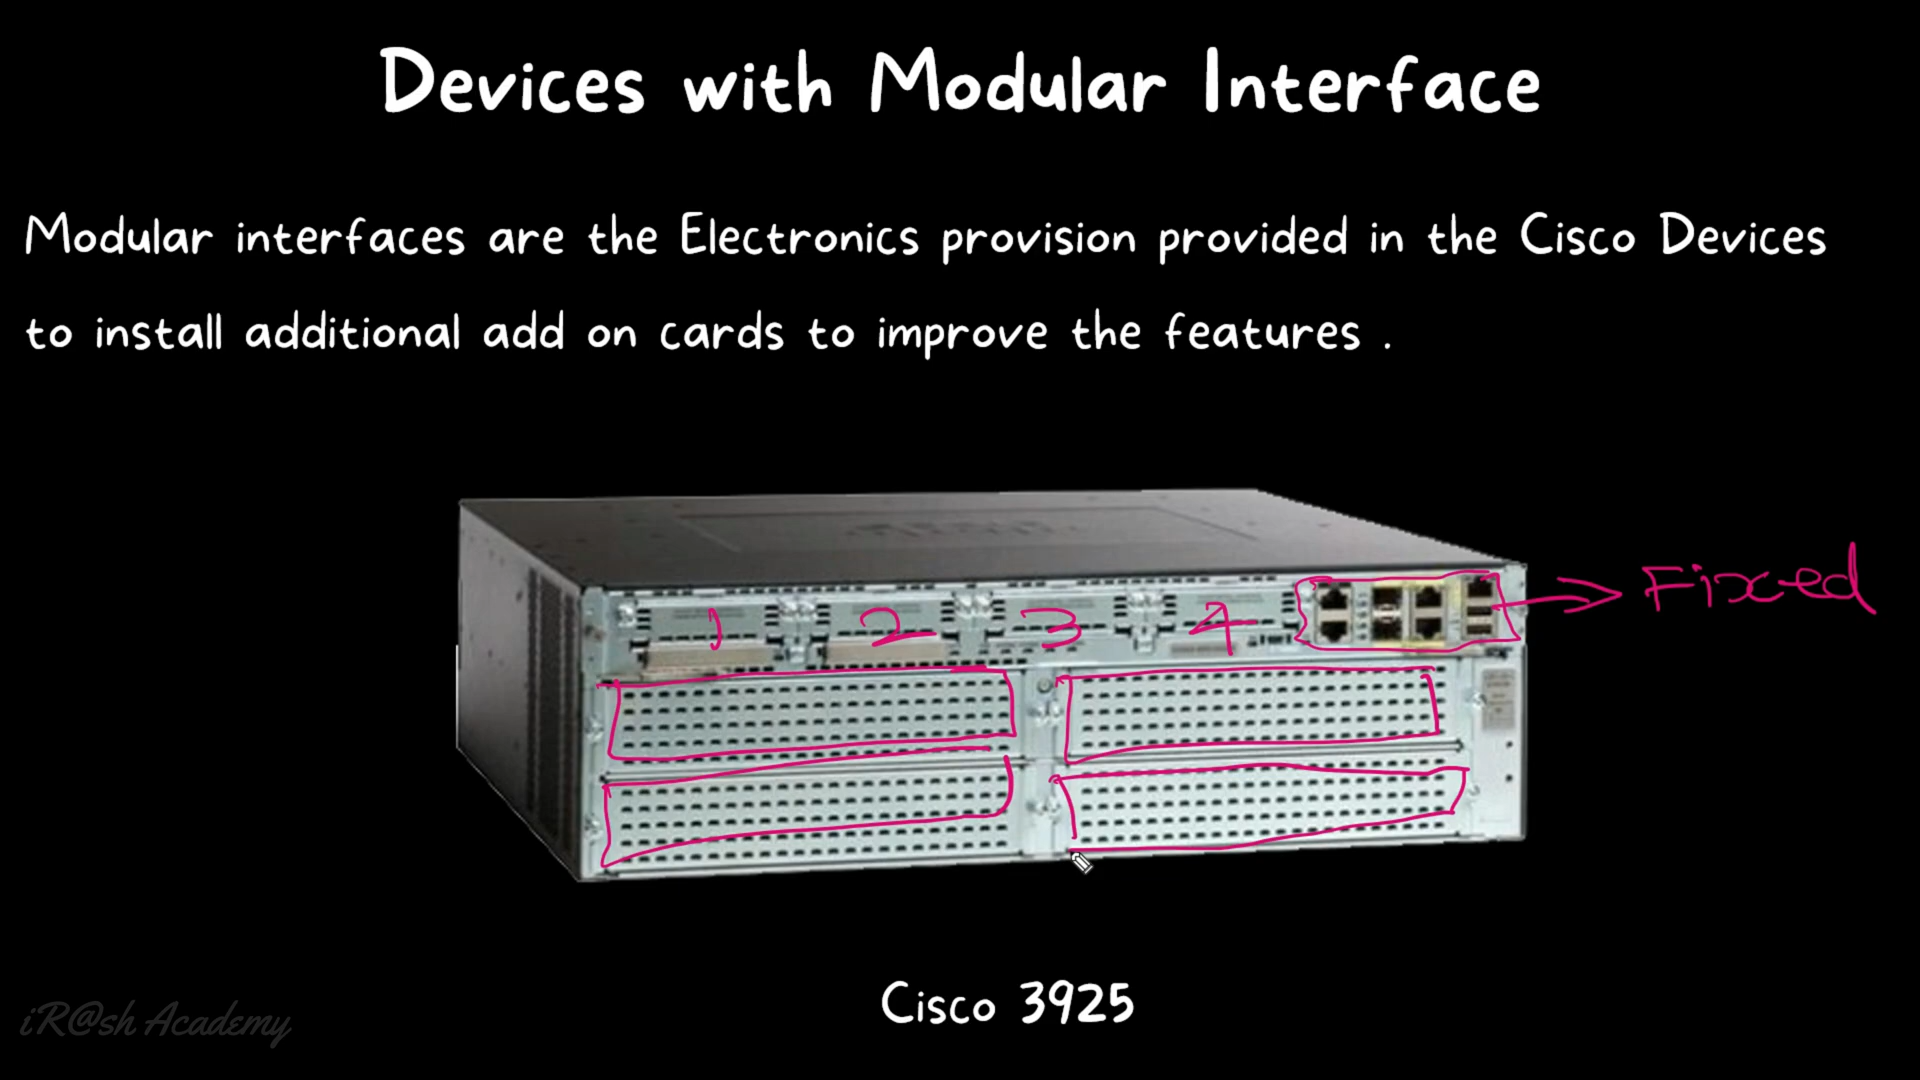 Devices with Modular Interface
Modular interfaces are the Electronics provision provided in the Cisco Devices
to install additional add on cards to improve the features .
1 2 3 4
Fixed
Cisco 3925
iR@sh Academy